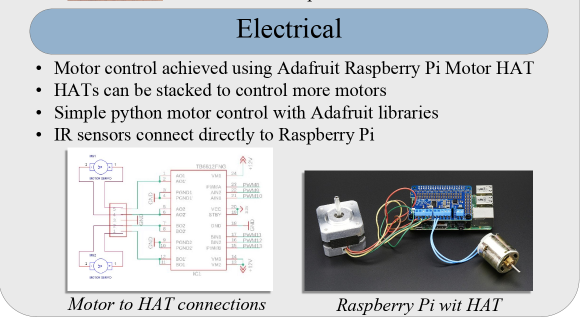 Electrical
• Motor control achieved using Adafruit Raspberry Pi Motor HAT
• HATs can be stacked to control more motors
• Simple python motor control with Adafruit libraries
• IR sensors connect directly to Raspberry Pi
Motor to HAT connections
Raspberry Pi wit HAT